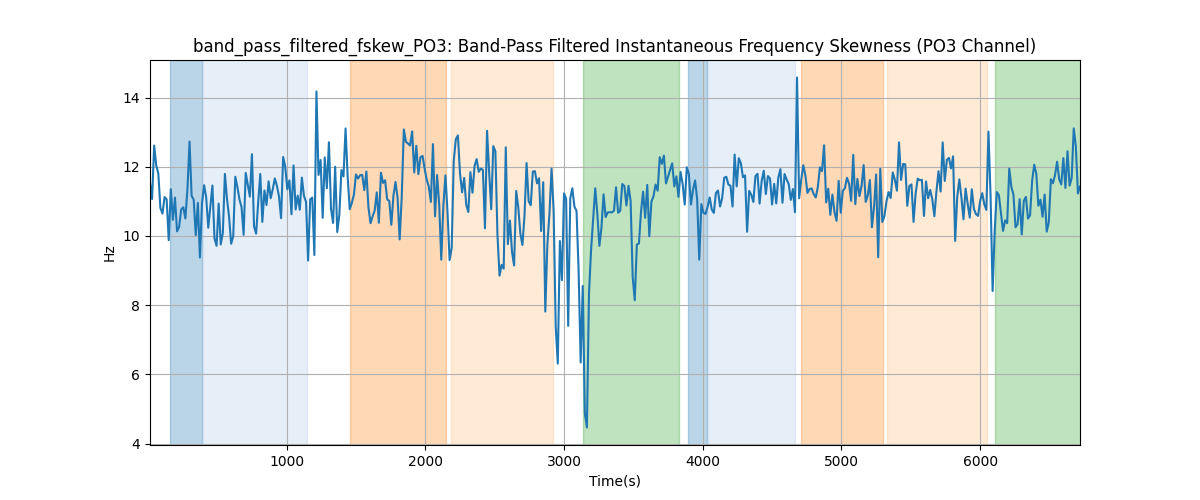 band_pass_filtered_fskew_PO3: Band-Pass Filtered Instantaneous Frequency Skewness (PO3 Channel)
14
12
10
8
6
4
Hz
1000 2000 3000 4000 5000 6000
Time(s)